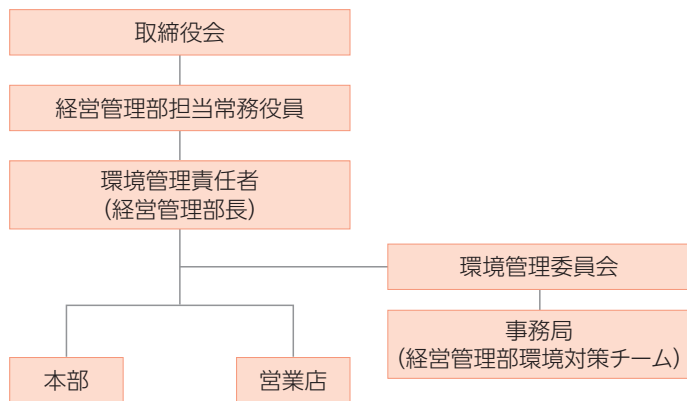 取締役会
経営管理部担当常務役員
環境管理責任者
(経営管理部長)
環境管理委員会
事務局
(経営管理部環境対策チーム)
本部
営業店